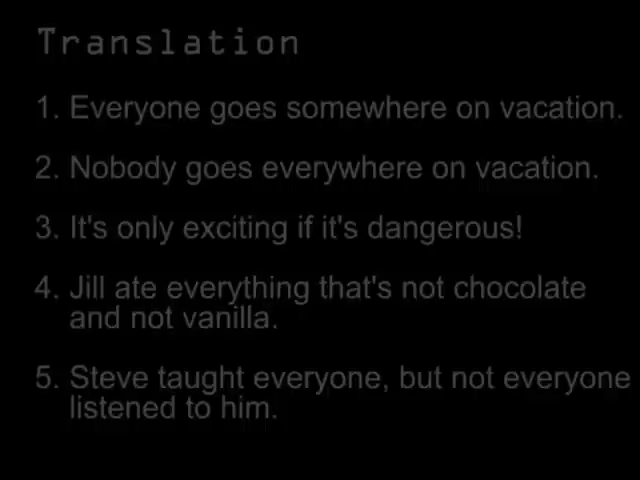 Translation
1. Everyone goes somewhere on vacation.
2. Nobody goes everywhere on vacation.
3. It's only exciting if it's dangerous!
4. Jill ate everything that's not chocolate
and not vanilla.
5. Steve taught everyone, but not everyone
listened to him.